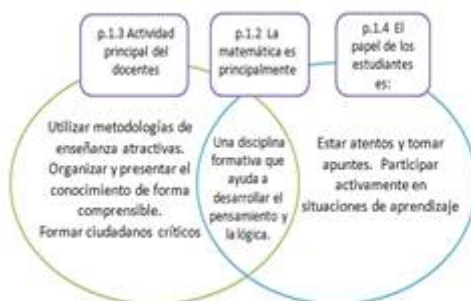 p.1.3 Actividad
principal del
docentes
p.1.2 La
matemática es
principalmente
p.1.4 El
papel de los
estudiantes
es:
Utilizar metodologías de
enseñanza atractivas.
Organizar y presentar el
conocimiento de forma
comprensible.
Formar ciudadanos críticos
Una disciplina
formativa que
ayuda a
desarrollar el
pensamiento y
la lógica.
Estar atentos y tomar
apuntes. Participar
activamente en
situaciones de aprendizaje